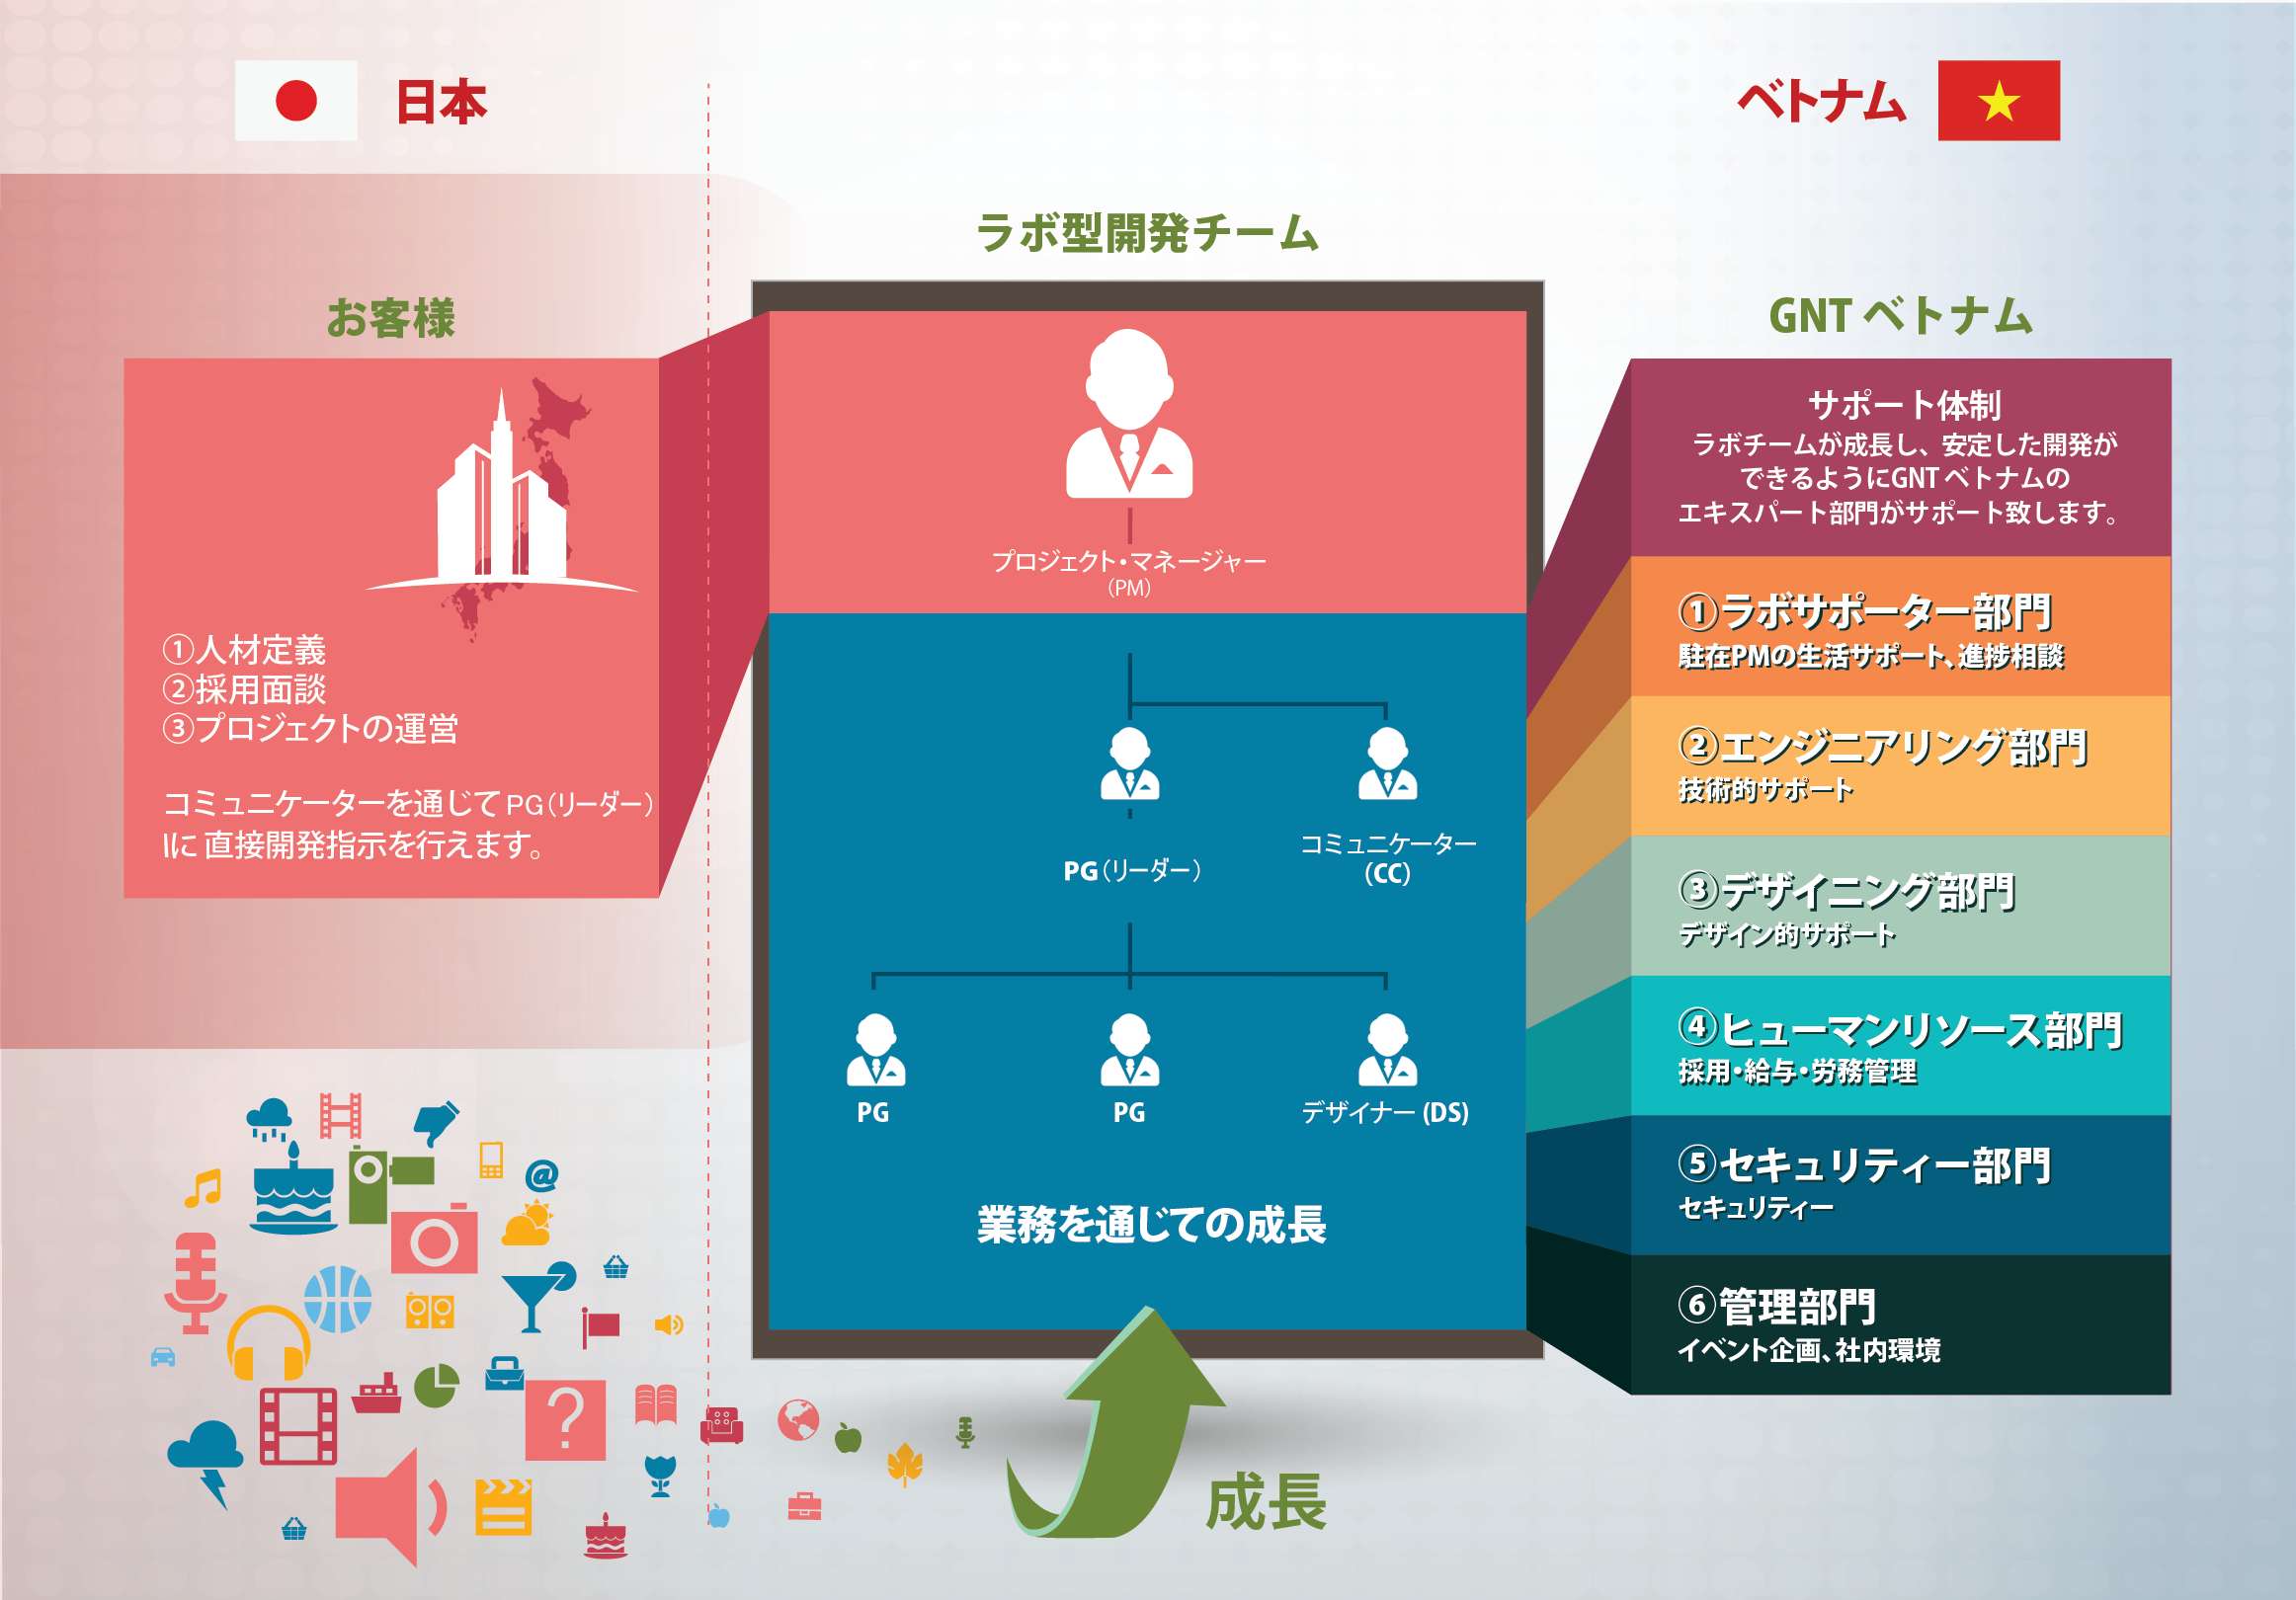 日本
ベトナム
ラボ型開発チーム
お客様
①人材定義
②採用面談
③プロジェクトの運営
コミュニケーターを通じて PG（リーダー）
に 直接開発指示を行えます。
プロジェクト・マネージャー
（PM）
PG（リーダー）
コミュニケーター
（CC）
PG
PG
デザイナー (DS)
業務を通じての成長
成長
GNT ベトナム
サポート体制
ラボチームが成長し、安定した開発が
できるようにGNT ベトナムの
エキスパート部門がサポート致します。
①ラボサポーター部門
駐在PMの生活サポート、進捗相談
②エンジニアリング部門
技術的サポート
③デザイニング部門
デザイン的サポート
④ヒューマンリソース部門
採用・給与・労務管理
⑤セキュリティー部門
セキュリティー
⑥管理部門
イベント企画、社内環境
@
?